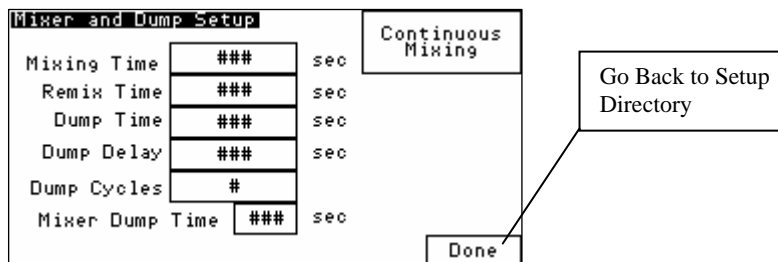 Mixer and Dump Setup
Continuous
Mixing
Mixing Time ### sec
Remix Time ### sec
Dump Time ### sec
Dump Delay ### sec
Dump Cycles #
Mixer Dump Time ### sec
Done
Go Back to Setup
Directory